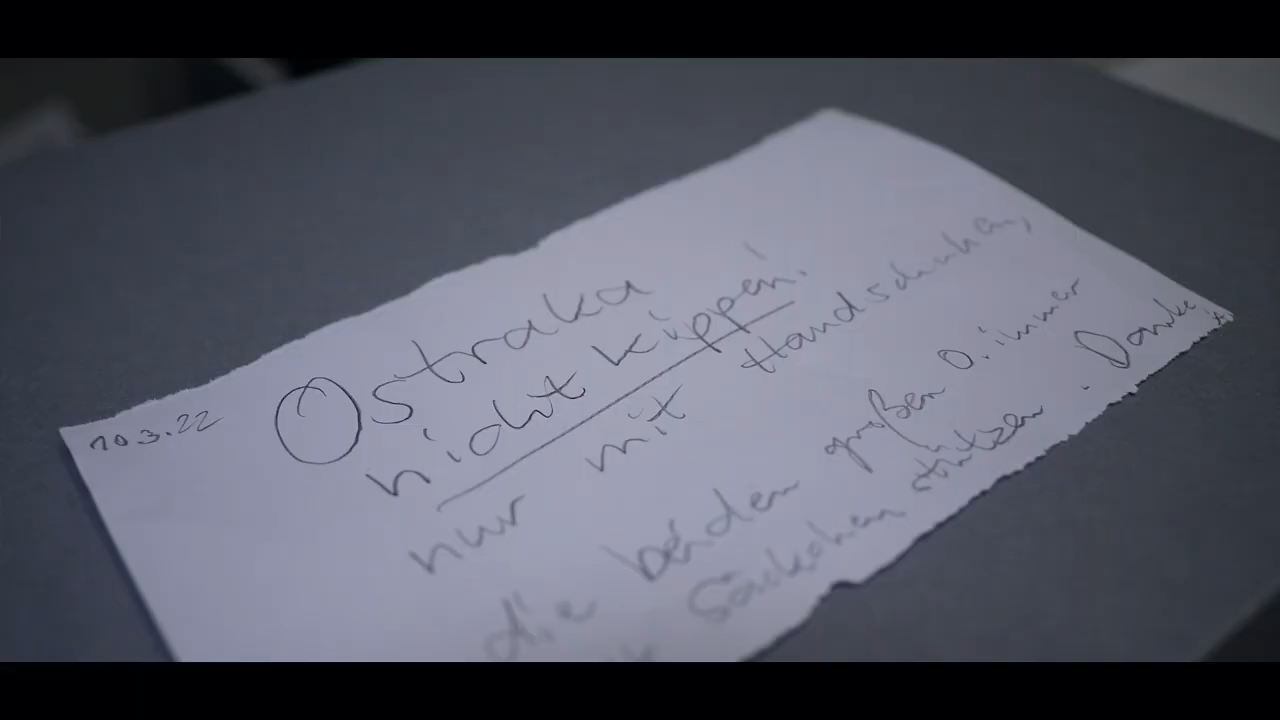 10.3.22
Ostraka
nicht kippen!
nur mit Handschuhen,
die beiden großen O. immer
Säckchen stützen. Danke